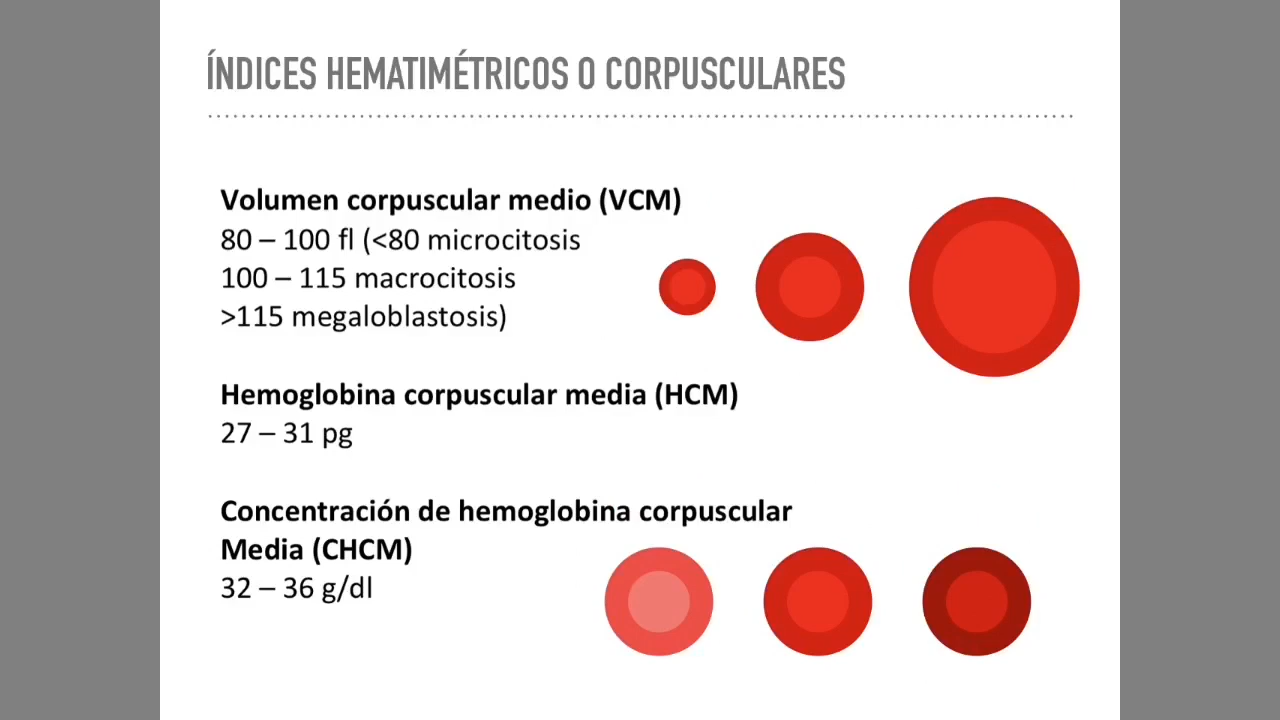 ÍNDICES HEMATIMÉTRICOS O CORPUSCULARES
Volumen corpuscular medio (VCM)
80 – 100 fl (<80 microcitosis
100 – 115 macrocitosis
>115 megaloblastosis)
Hemoglobina corpuscular media (HCM)
27 – 31 pg
Concentración de hemoglobina corpuscular
Media (CHCM)
32 – 36 g/dl